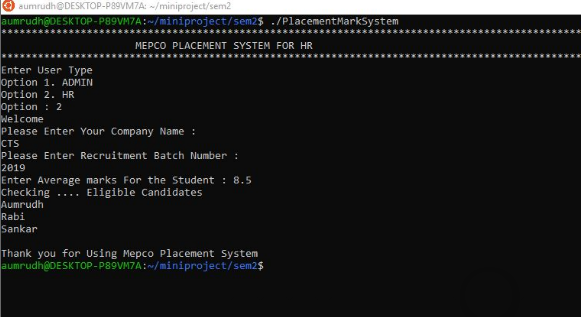 aumrudh@DESKTOP-P89VM7A: ~/miniproject/sem2
aumrudh@DESKTOP-P89VM7A:~/miniproject/sem2$ ./PlacementMarkSystem
*********************************************************************************************
MEPCO PLACEMENT SYSTEM FOR HR
*********************************************************************************************
Enter User Type
Option 1. ADMIN
Option 2. HR
Option : 2
Welcome
Please Enter Your Company Name :
CTS
Please Enter Recruitment Batch Number :
2019
Enter Average marks For the Student : 8.5
Checking .... Eligible Candidates
Aumrudh
Rabi
Sankar
Thank you for Using Mepco Placement System
aumrudh@DESKTOP-P89VM7A:~/miniproject/sem2$